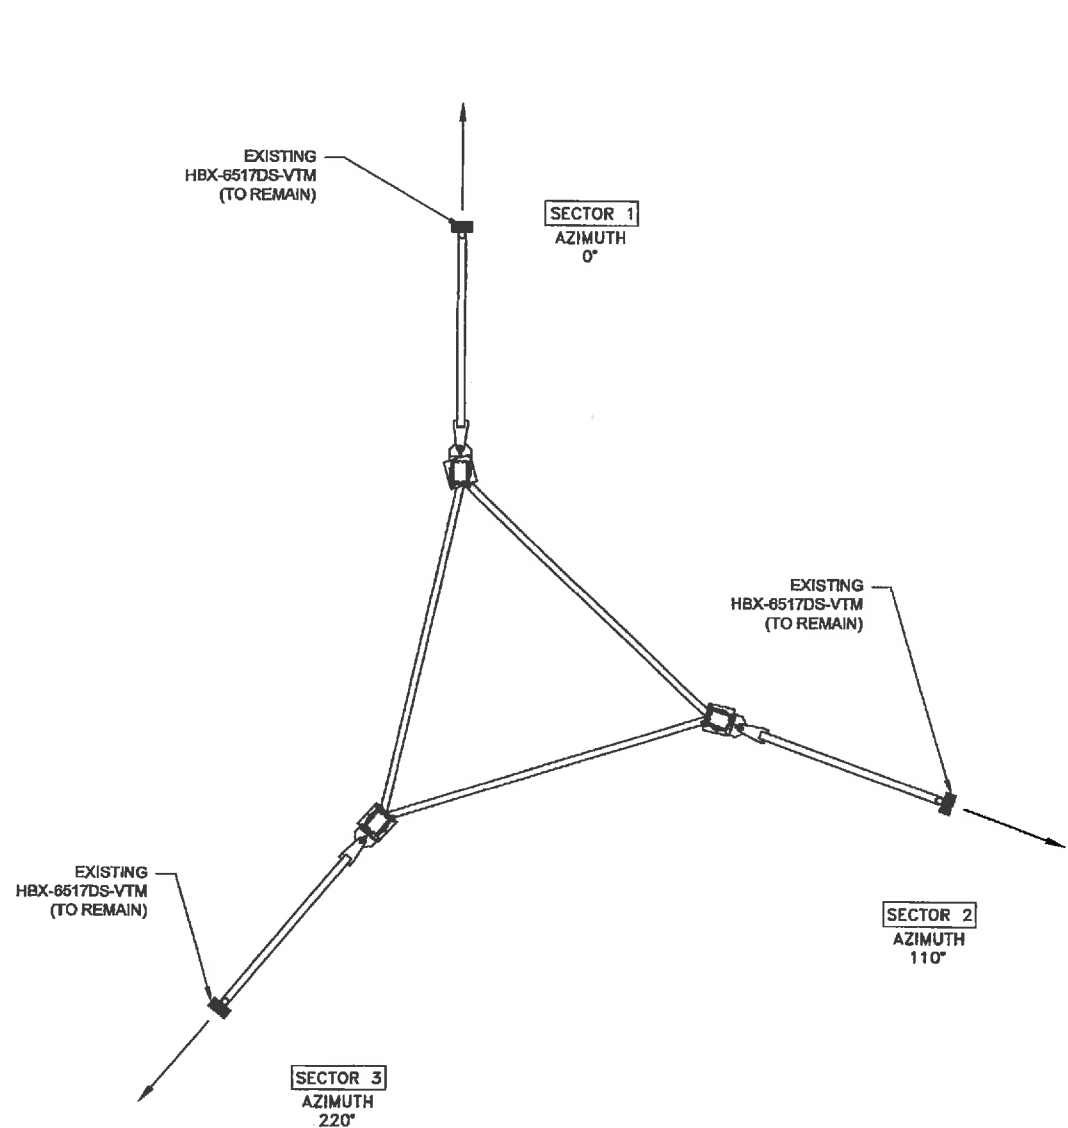 EXISTING
HBX-6517DS-VTM
(TO REMAIN)
SECTOR 1
AZIMUTH
0°
EXISTING
HBX-6517DS-VTM
(TO REMAIN)
SECTOR 2
AZIMUTH
110°
EXISTING
HBX-6517DS-VTM
(TO REMAIN)
SECTOR 3
AZIMUTH
220°